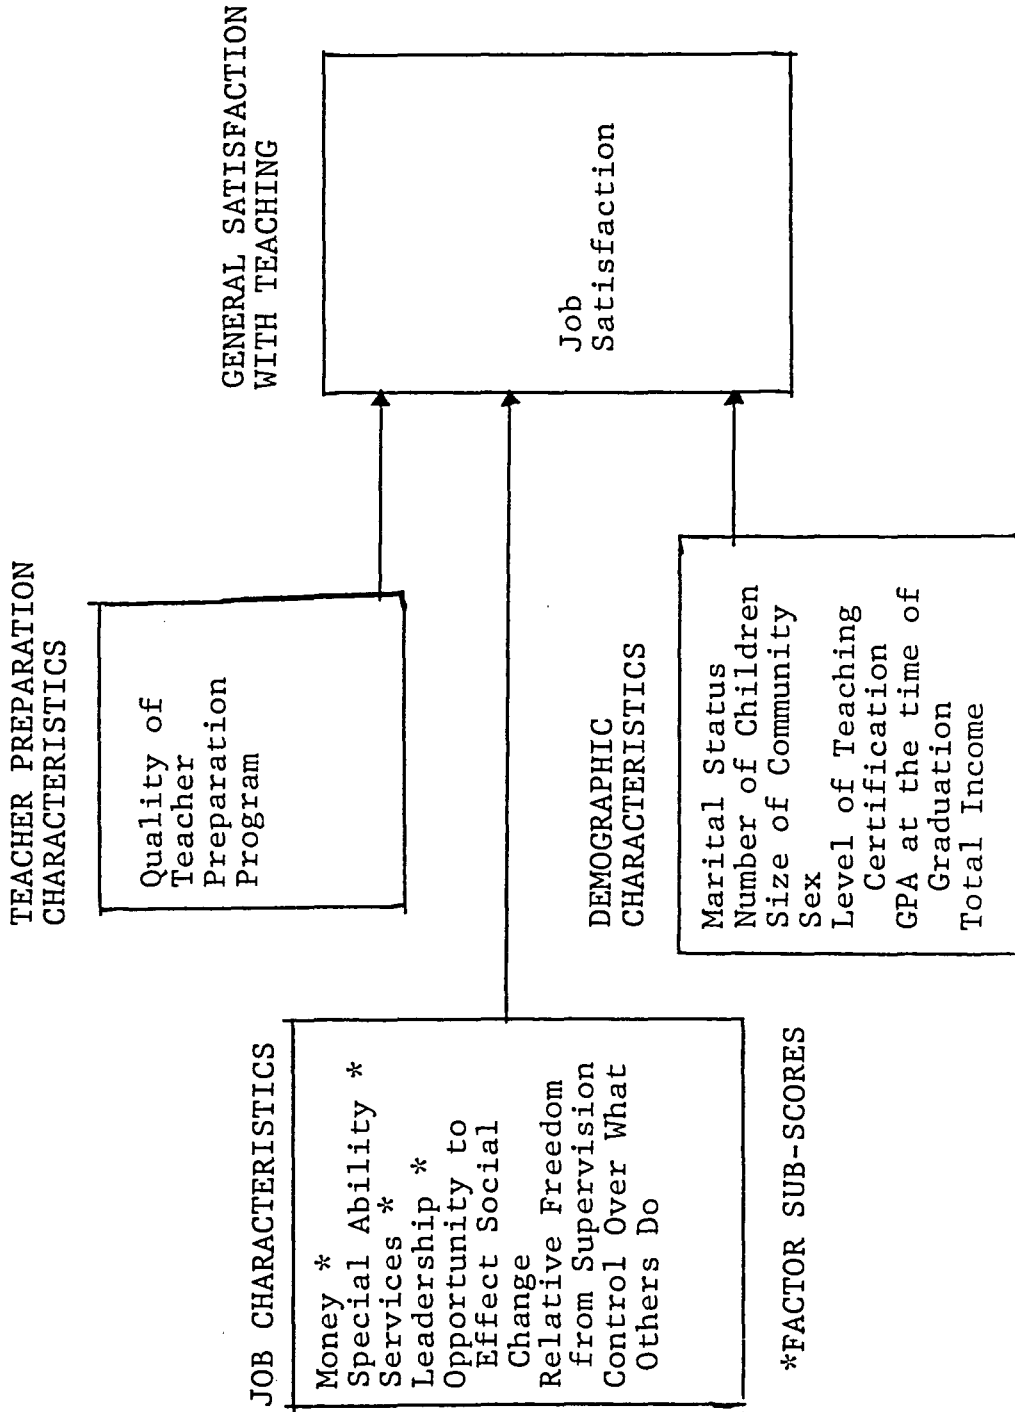 TEACHER PREPARATION
CHARACTERISTICS
Quality of
Teacher
Preparation
Program
GENERAL SATISFACTION
WITH TEACHING
Job
Satisfaction
JOB CHARACTERISTICS
Money *
Special Ability *
Services *
Leadership *
Opportunity to
Effect Social
Change
Relative Freedom
from Supervision
Control Over What
Others Do
DEMOGRAPHIC
CHARACTERISTICS
Marital Status
Number of Children
Size of Community
Sex
Level of Teaching
Certification
GPA at the time of
Graduation
Total Income
*FACTOR SUB-SCORES